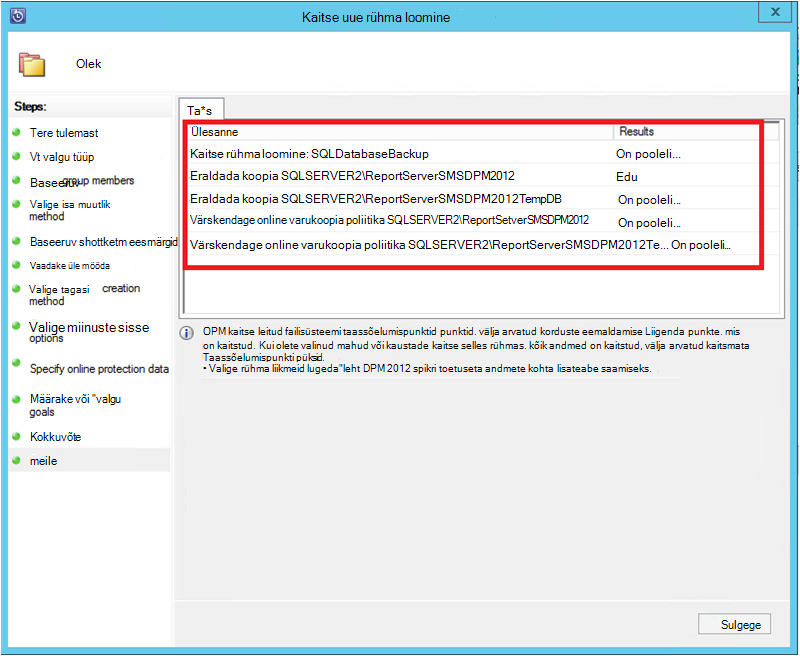 Kaitse uue rühma loomine
x
Olek
Steps:
Tere tulemast
Vt valgu tüüp
Baseeruv group members
Valige isa muutlik
method
Baseeruv shottketm eesmärgid
Vaadake üle mööda
Valige tagasi creation
method
Valige miinuste sisse
options
Specify online protection data
Määrake või "valgu
goals
Kokkuvõte
meile
Ta*s
Ülesanne Results
Kaitse rühma loomine: SQLDatabaseBackup On pooleli...
Eraldada koopia SQLSERVER2\ReportServerSMSDPM2012 Edu
Eraldada koopia SQLSERVER2\ReportServerSMSDPM2012TempDB On pooleli...
Värskendage online varukoopia poliitika SQLSERVER2\ReportSetverSMSDPM2012 On pooleli...
Värskendage online varukoopia poliitika SQLSERVER2\ReportServerSMSDPM2012Te... On pooleli...
OPM kaitse leitud failisüsteemi taassõelumispunktid punktid. välja arvatud korduste eemaldamise Liigenda punkte. mis
on kaitstud. Kui olete valinud mahud või kaustade kaitse selles rühmas. kõik andmed on kaitstud, välja arvatud kaitsmata
Taassõelumispunkti püksid.
• Valige rühma liikmeid lugeda"leht DPM 2012 spikri toetuseta andmete kohta lisateabe saamiseks.
Sulgege